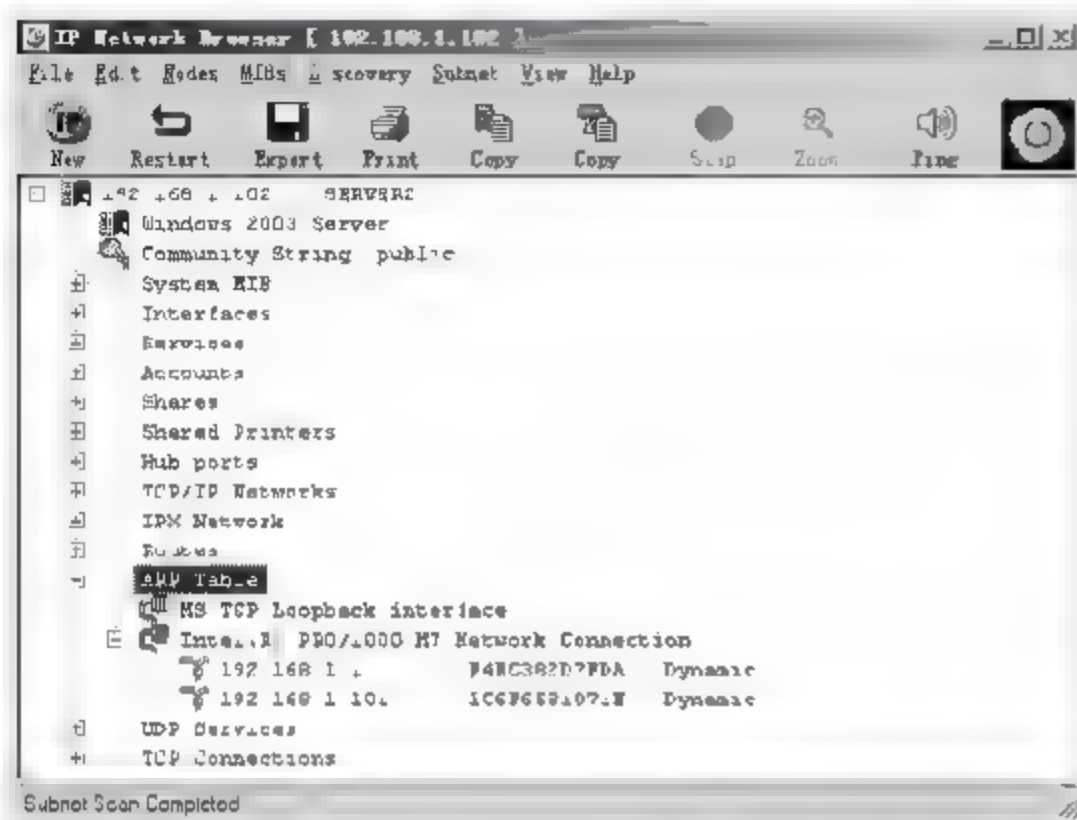 IP Network Browser [
File Edit Nodes MIBs Discovery Subnet View Help
New Restart Export Print Copy Copy Stop Zoom Ping
SERVER2
Windows 2003 Server
Community String public
System MIB
Interfaces
Services
Accounts
Shares
Shared Printers
Hub ports
TCP/IP Networks
IPX Network
Routes
ARP Table
MS TCP Loopback interface
Network Connection
192 168 1 Dynamic
192 168 1 Dynamic
UDP Services
TCP Connections
Subnet Scan Completed